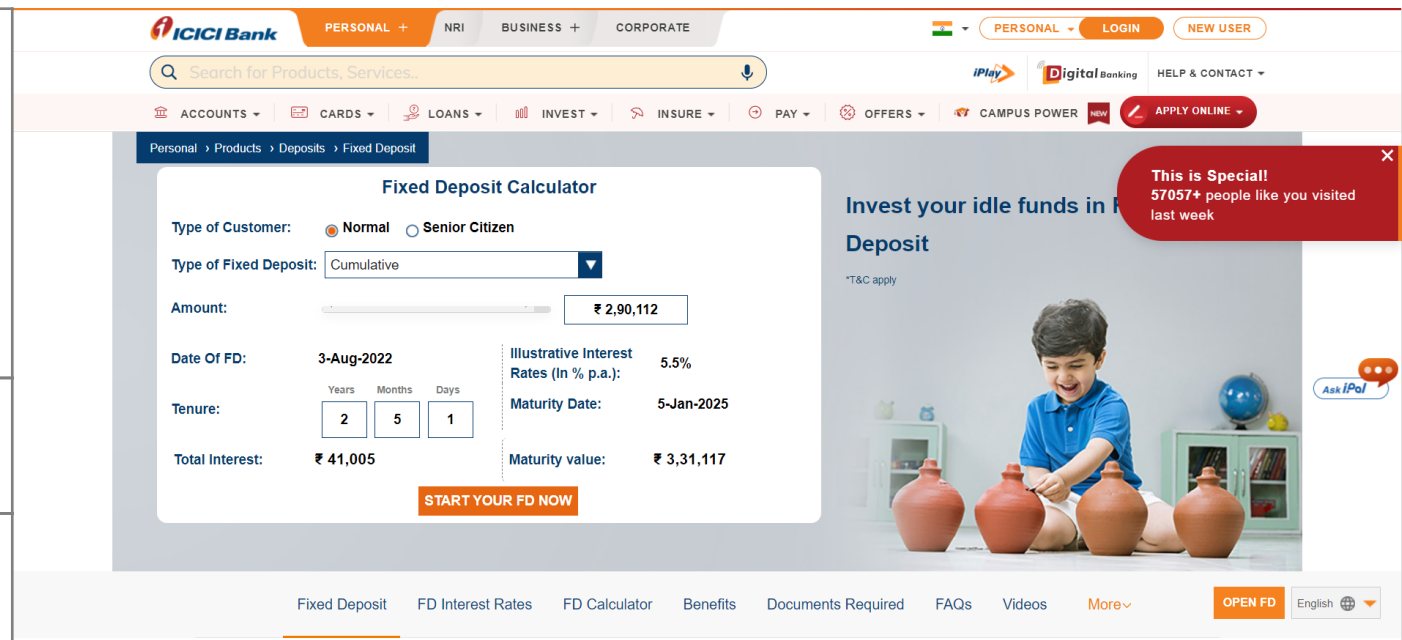 ICICI Bank
PERSONAL + NRI BUSINESS + CORPORATE PERSONAL LOGIN NEW USER
Search for Products, Services..
iPlay Digital Banking HELP & CONTACT
ACCOUNTS CARDS LOANS INVEST INSURE PAY OFFERS CAMPUS POWER NEW APPLY ONLINE
Personal › Products › Deposits › Fixed Deposit
Fixed Deposit Calculator
Type of Customer: Normal Senior Citizen
Type of Fixed Deposit: Cumulative
Amount: ₹ 2,90,112
Date Of FD: 3-Aug-2022
Illustrative Interest
Rates (In % p.a.): 5.5%
Years Months Days
Tenure: 2 5 1
Maturity Date: 5-Jan-2025
Total Interest: ₹ 41,005
Maturity value: ₹ 3,31,117
START YOUR FD NOW
Invest your idle funds in
Deposit
*T&C apply
This is Special!
57057+ people like you visited
last week
Ask iPal
Fixed Deposit FD Interest Rates FD Calculator Benefits Documents Required FAQs Videos More OPEN FD English